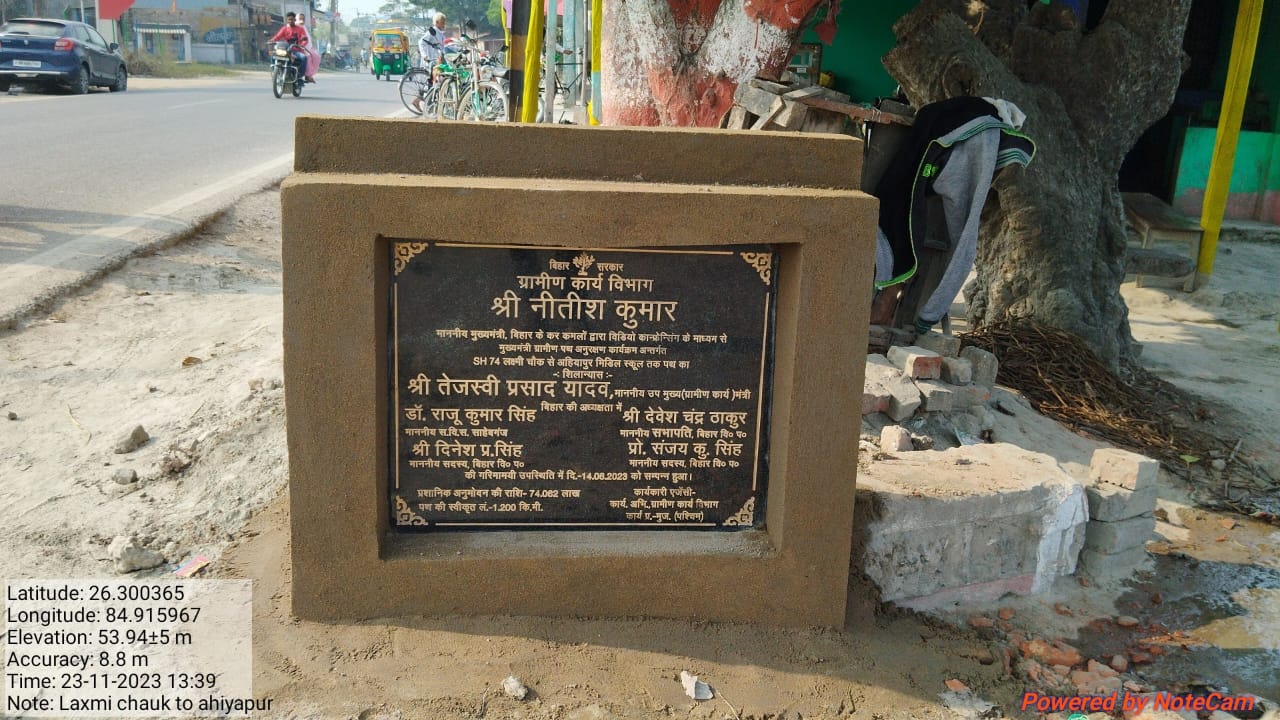 बिहार सरकार
ग्रामीण कार्य विभाग
श्री नीतीश कुमार
माननीय मुख्यमंत्री, बिहार के कर कमलों द्वारा विडियो कान्फ्रेन्सिंग के माध्यम से
मुख्यमंत्री ग्रामीण पथ अनुरक्षण कार्यक्रम अन्तर्गत
SH 74 लक्ष्मी चौक से अहियापुर मिडिल स्कूल तक पथ का
-: शिलान्यास :-
श्री तेजस्वी प्रसाद यादव, माननीय उप मुख्य(ग्रामीण कार्य )मंत्री
बिहार की अध्यक्षता में
डॉ. राजू कुमार सिंह श्री देवेश चंद्र ठाकुर
माननीय स.वि.स. साहेबगंज माननीय सभापति, बिहार वि० प०
श्री दिनेश प्र.सिंह प्रो. संजय कु. सिंह
माननीय सदस्य, बिहार वि० प० माननीय सदस्य, बिहार वि० प०
की गरिमामयी उपस्थिति में दि.-14.08.2023 को सम्पन्न हुआ।
प्रशानिक अनुमोवन की राशि- 74.062 लाख कार्यकारी एजेंसी-
पण की स्वीकृत लं.-1.200 कि.मी. कार्य. अभि.,ग्रामीण कार्य विभाग
कार्य प्र.-मुज. (पश्चिम)
Latitude: 26.300365
Longitude: 84.915967
Elevation: 53.94±5 m
Accuracy: 8.8 m
Time: 23-11-2023 13:39
Note: Laxmi chauk to ahiyapur
Powered by NoteCam